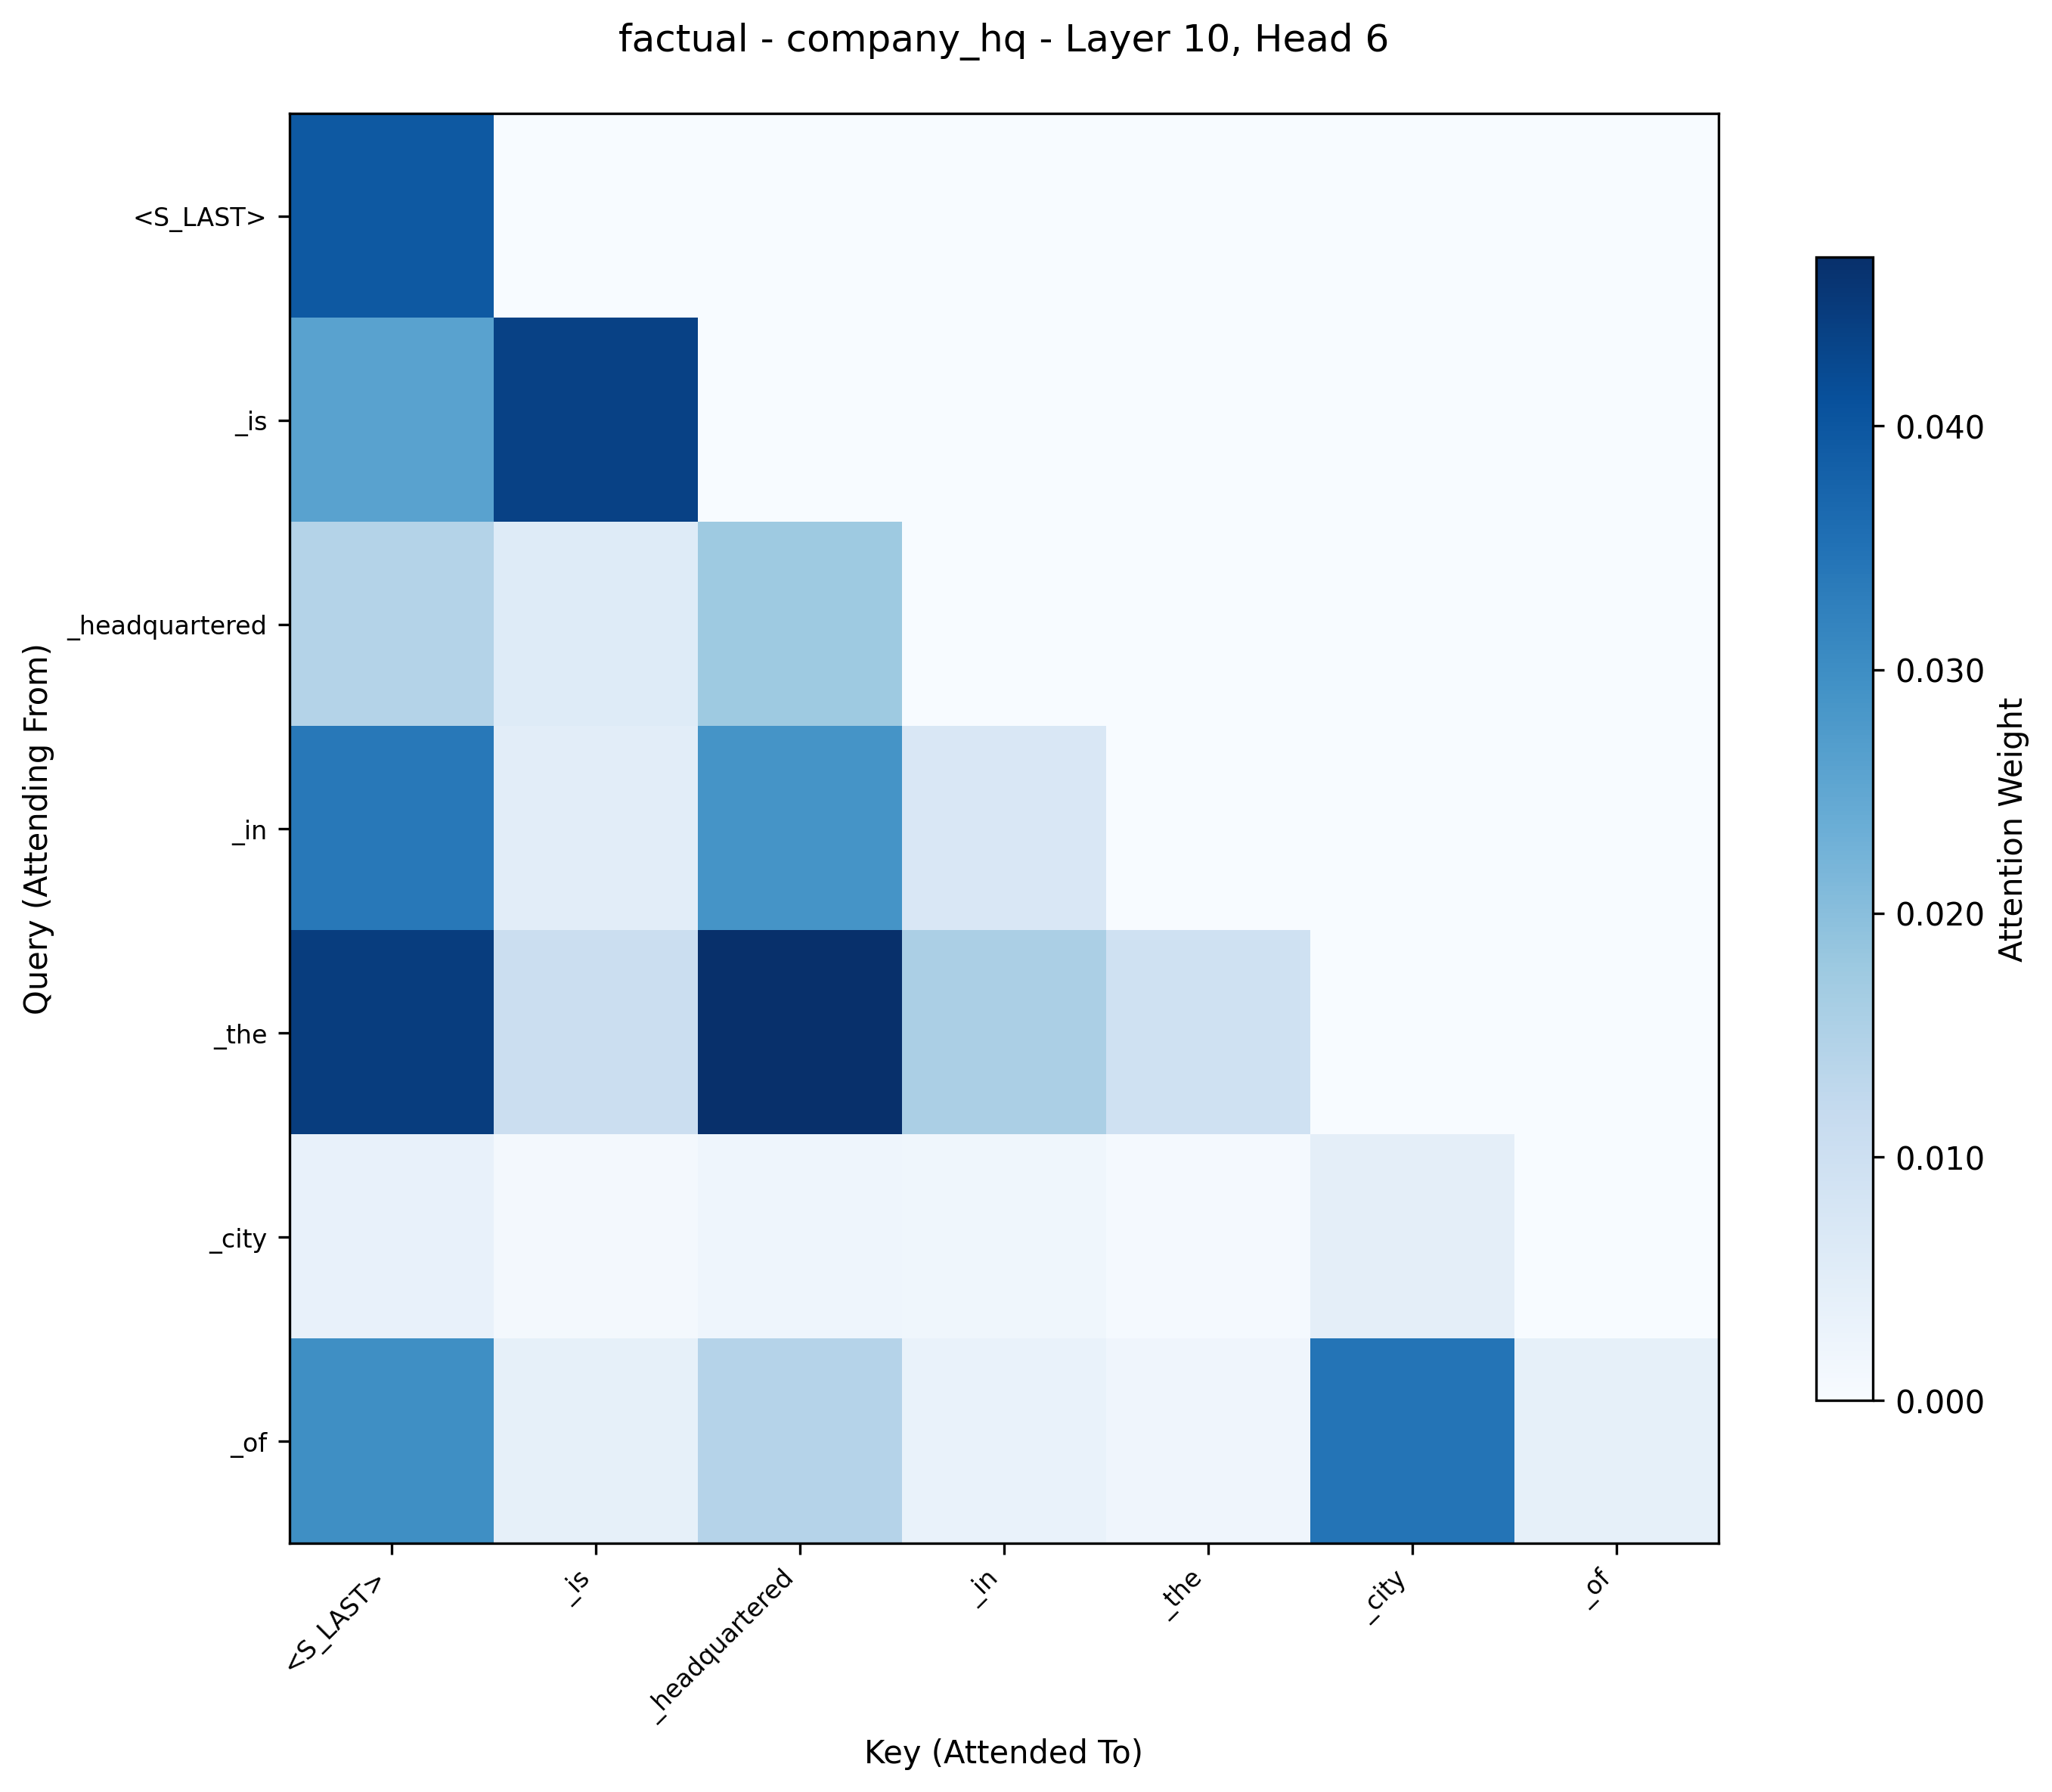 factual - company_hq - Layer 10, Head 6
<S_LAST>
_is
_headquartered
_in
_the
_city
_of
Query (Attending From)
<S_LAST>
_is
_headquartered
_in
_the
_city
_of
Key (Attended To)
0.040
0.030
0.020
0.010
0.000
Attention Weight